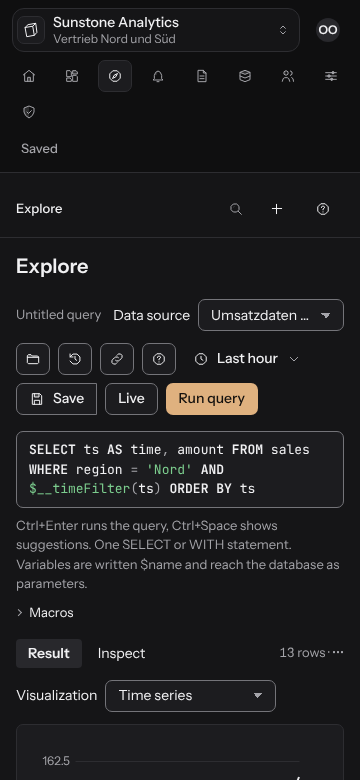 Sunstone Analytics
Vertrieb Nord und Süd
OO
Saved
Explore
Explore
Untitled query Data source Umsatzdaten ...
Last hour
Save Live Run query
SELECT ts AS time, amount FROM sales
WHERE region = 'Nord' AND
$__timeFilter(ts) ORDER BY ts
Ctrl+Enter runs the query, Ctrl+Space shows
suggestions. One SELECT or WITH statement.
Variables are written $name and reach the database as
parameters.
Macros
Result Inspect 13 rows · ...
Visualization Time series
162.5